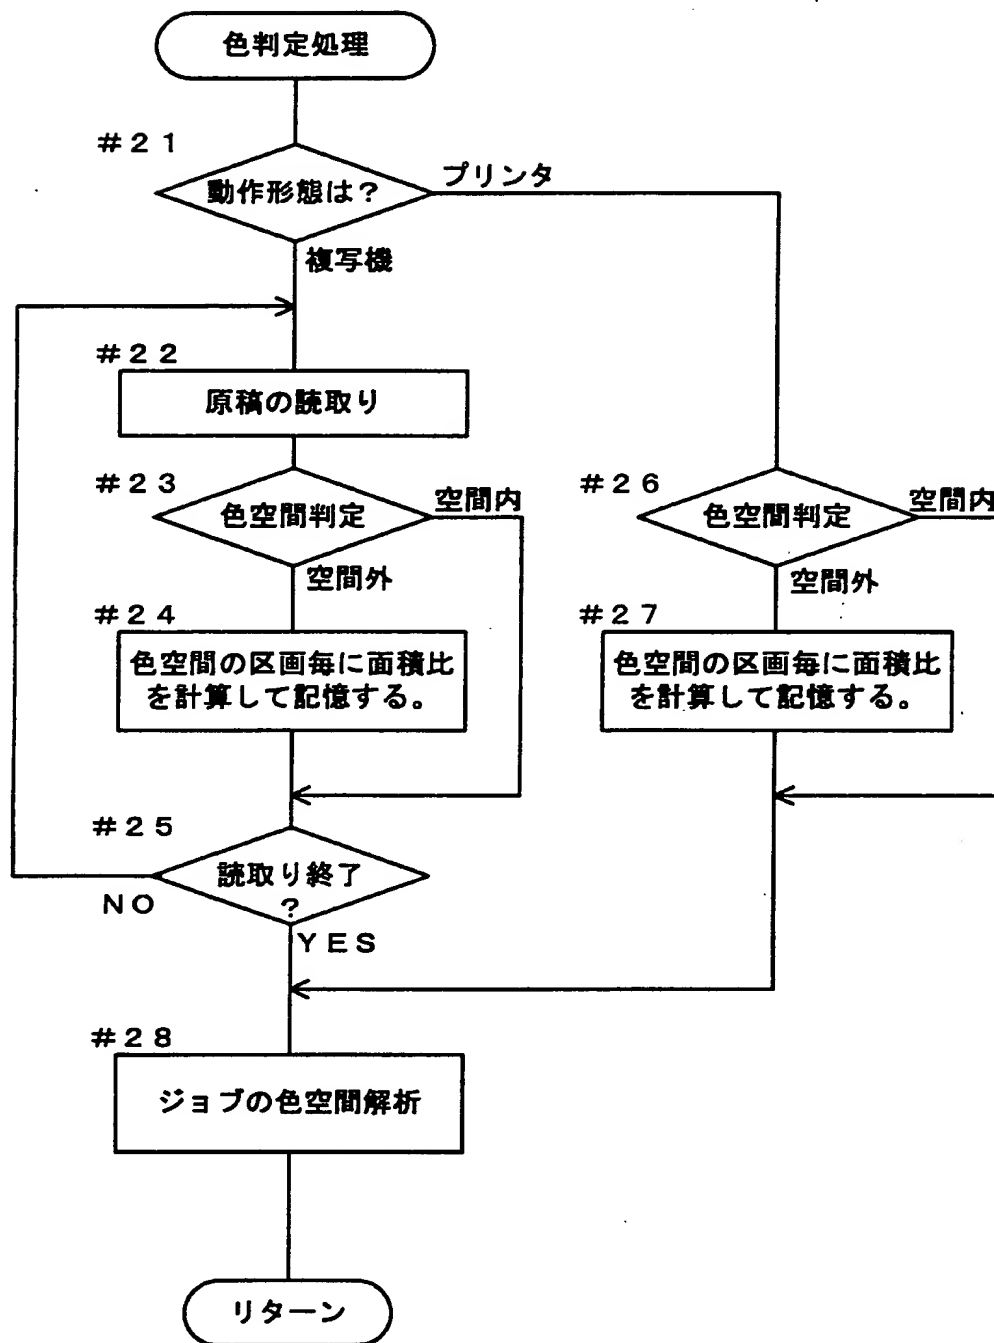 色判定処理
#21
動作形態は?
プリンタ
複写機
#22
原稿の読取り
#23
色空間判定
空間内
空間外
#24
色空間の区画毎に面積比
を計算して記憶する。
#25
読取り終了
?
NO
YES
#26
色空間判定
空間内
空間外
#27
色空間の区画毎に面積比
を計算して記憶する。
#28
ジョブの色空間解析
リターン